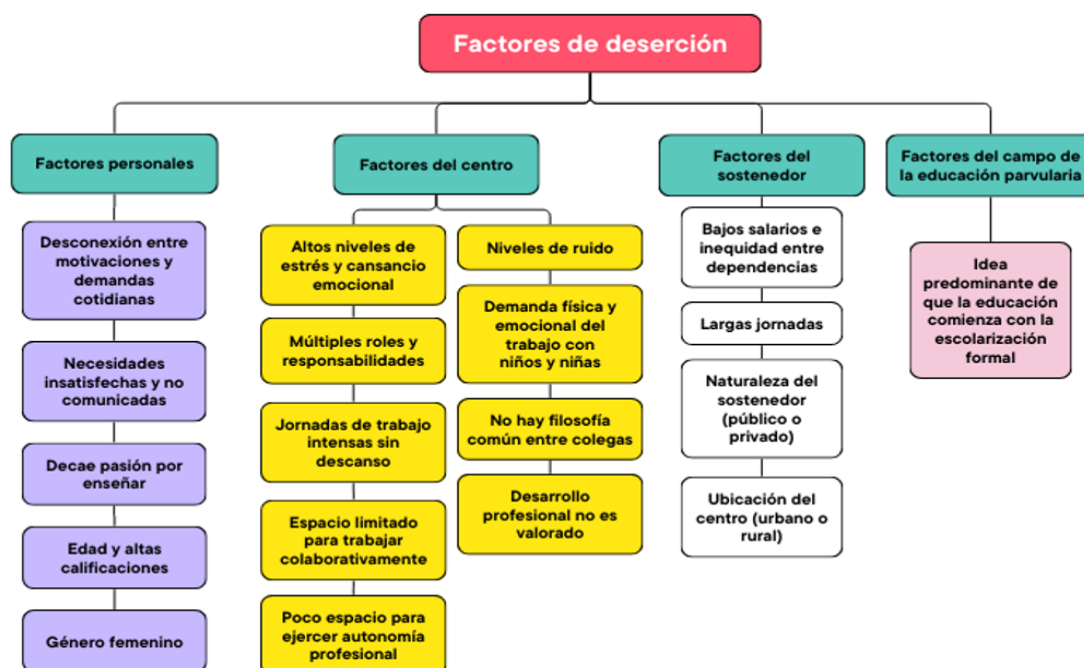 Factores de deserción
Factores personales
Desconexión entre
motivaciones y
demandas
cotidianas
Necesidades
insatisfechas y no
comunicadas
Decae pasión por
enseñar
Edad y altas
calificaciones
Género femenino
Factores del centro
Altos niveles de
estrés y cansancio
emocional
Múltiples roles y
responsabilidades
Jornadas de trabajo
intensas sin
descanso
Espacio limitado
para trabajar
colaborativamente
Poco espacio para
ejercer autonomía
profesional
Niveles de ruido
Demanda física y
emocional del
trabajo con
niños y niñas
No hay filosofía
común entre colegas
Desarrollo
profesional no es
valorado
Factores del
sostenedor
Bajos salarios e
inequidad entre
dependencias
Largas jornadas
Naturaleza del
sostenedor
(público o
privado)
Ubicación del
centro (urbano o
rural)
Factores del campo de
la educación parvularia
Idea
predominante de
que la educación
comienza con la
escolarización
formal